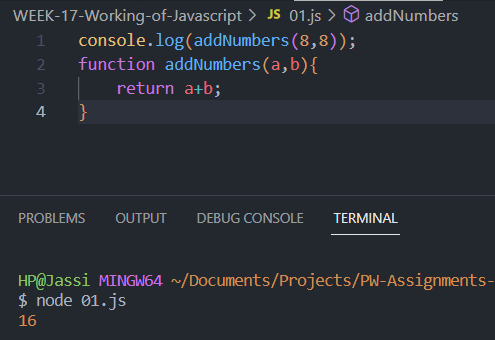 WEEK-17-Working-of-Javascript > JS 01.js > addNumbers
1 console.log(addNumbers(8,8));
2 function addNumbers(a,b){
3 return a+b;
4 }
PROBLEMS OUTPUT DEBUG CONSOLE TERMINAL
HP@Jassi MINGW64 ~/Documents/Projects/PW-Assignments-
$ node 01.js
16